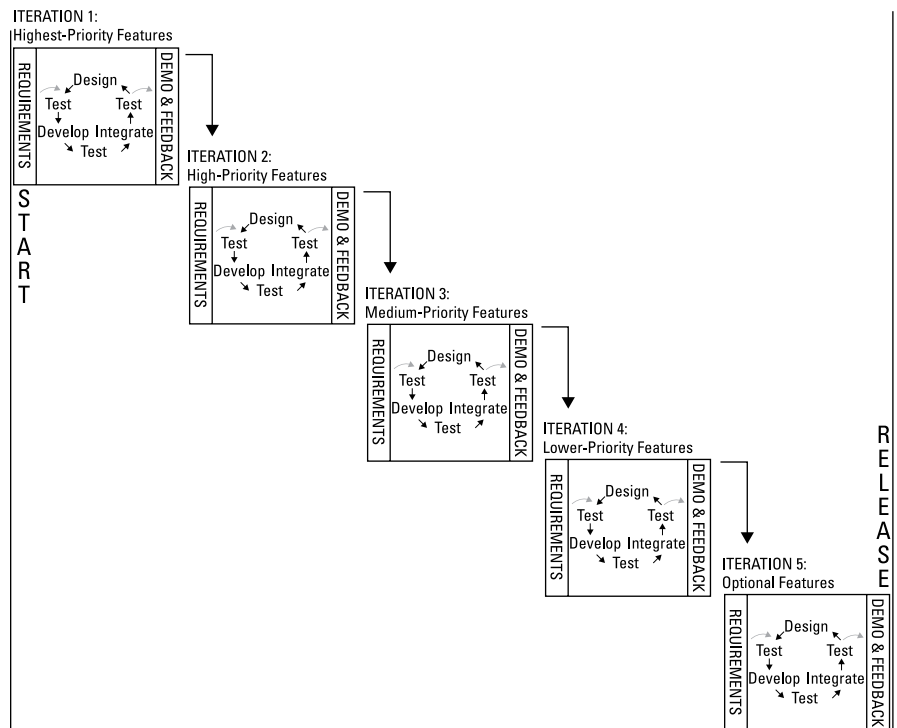 ITERATION 1:
Highest-Priority Features
REQUIREMENTS
Design
Test Test
Develop Integrate
Test
DEMO & FEEDBACK
START
ITERATION 2:
High-Priority Features
REQUIREMENTS
Design
Test Test
Develop Integrate
Test
DEMO & FEEDBACK
ITERATION 3:
Medium-Priority Features
REQUIREMENTS
Design
Test Test
Develop Integrate
Test
DEMO & FEEDBACK
ITERATION 4:
Lower-Priority Features
REQUIREMENTS
Design
Test Test
Develop Integrate
Test
DEMO & FEEDBACK
RELEASE
ITERATION 5:
Optional Features
REQUIREMENTS
Design
Test Test
Develop Integrate
Test
DEMO & FEEDBACK